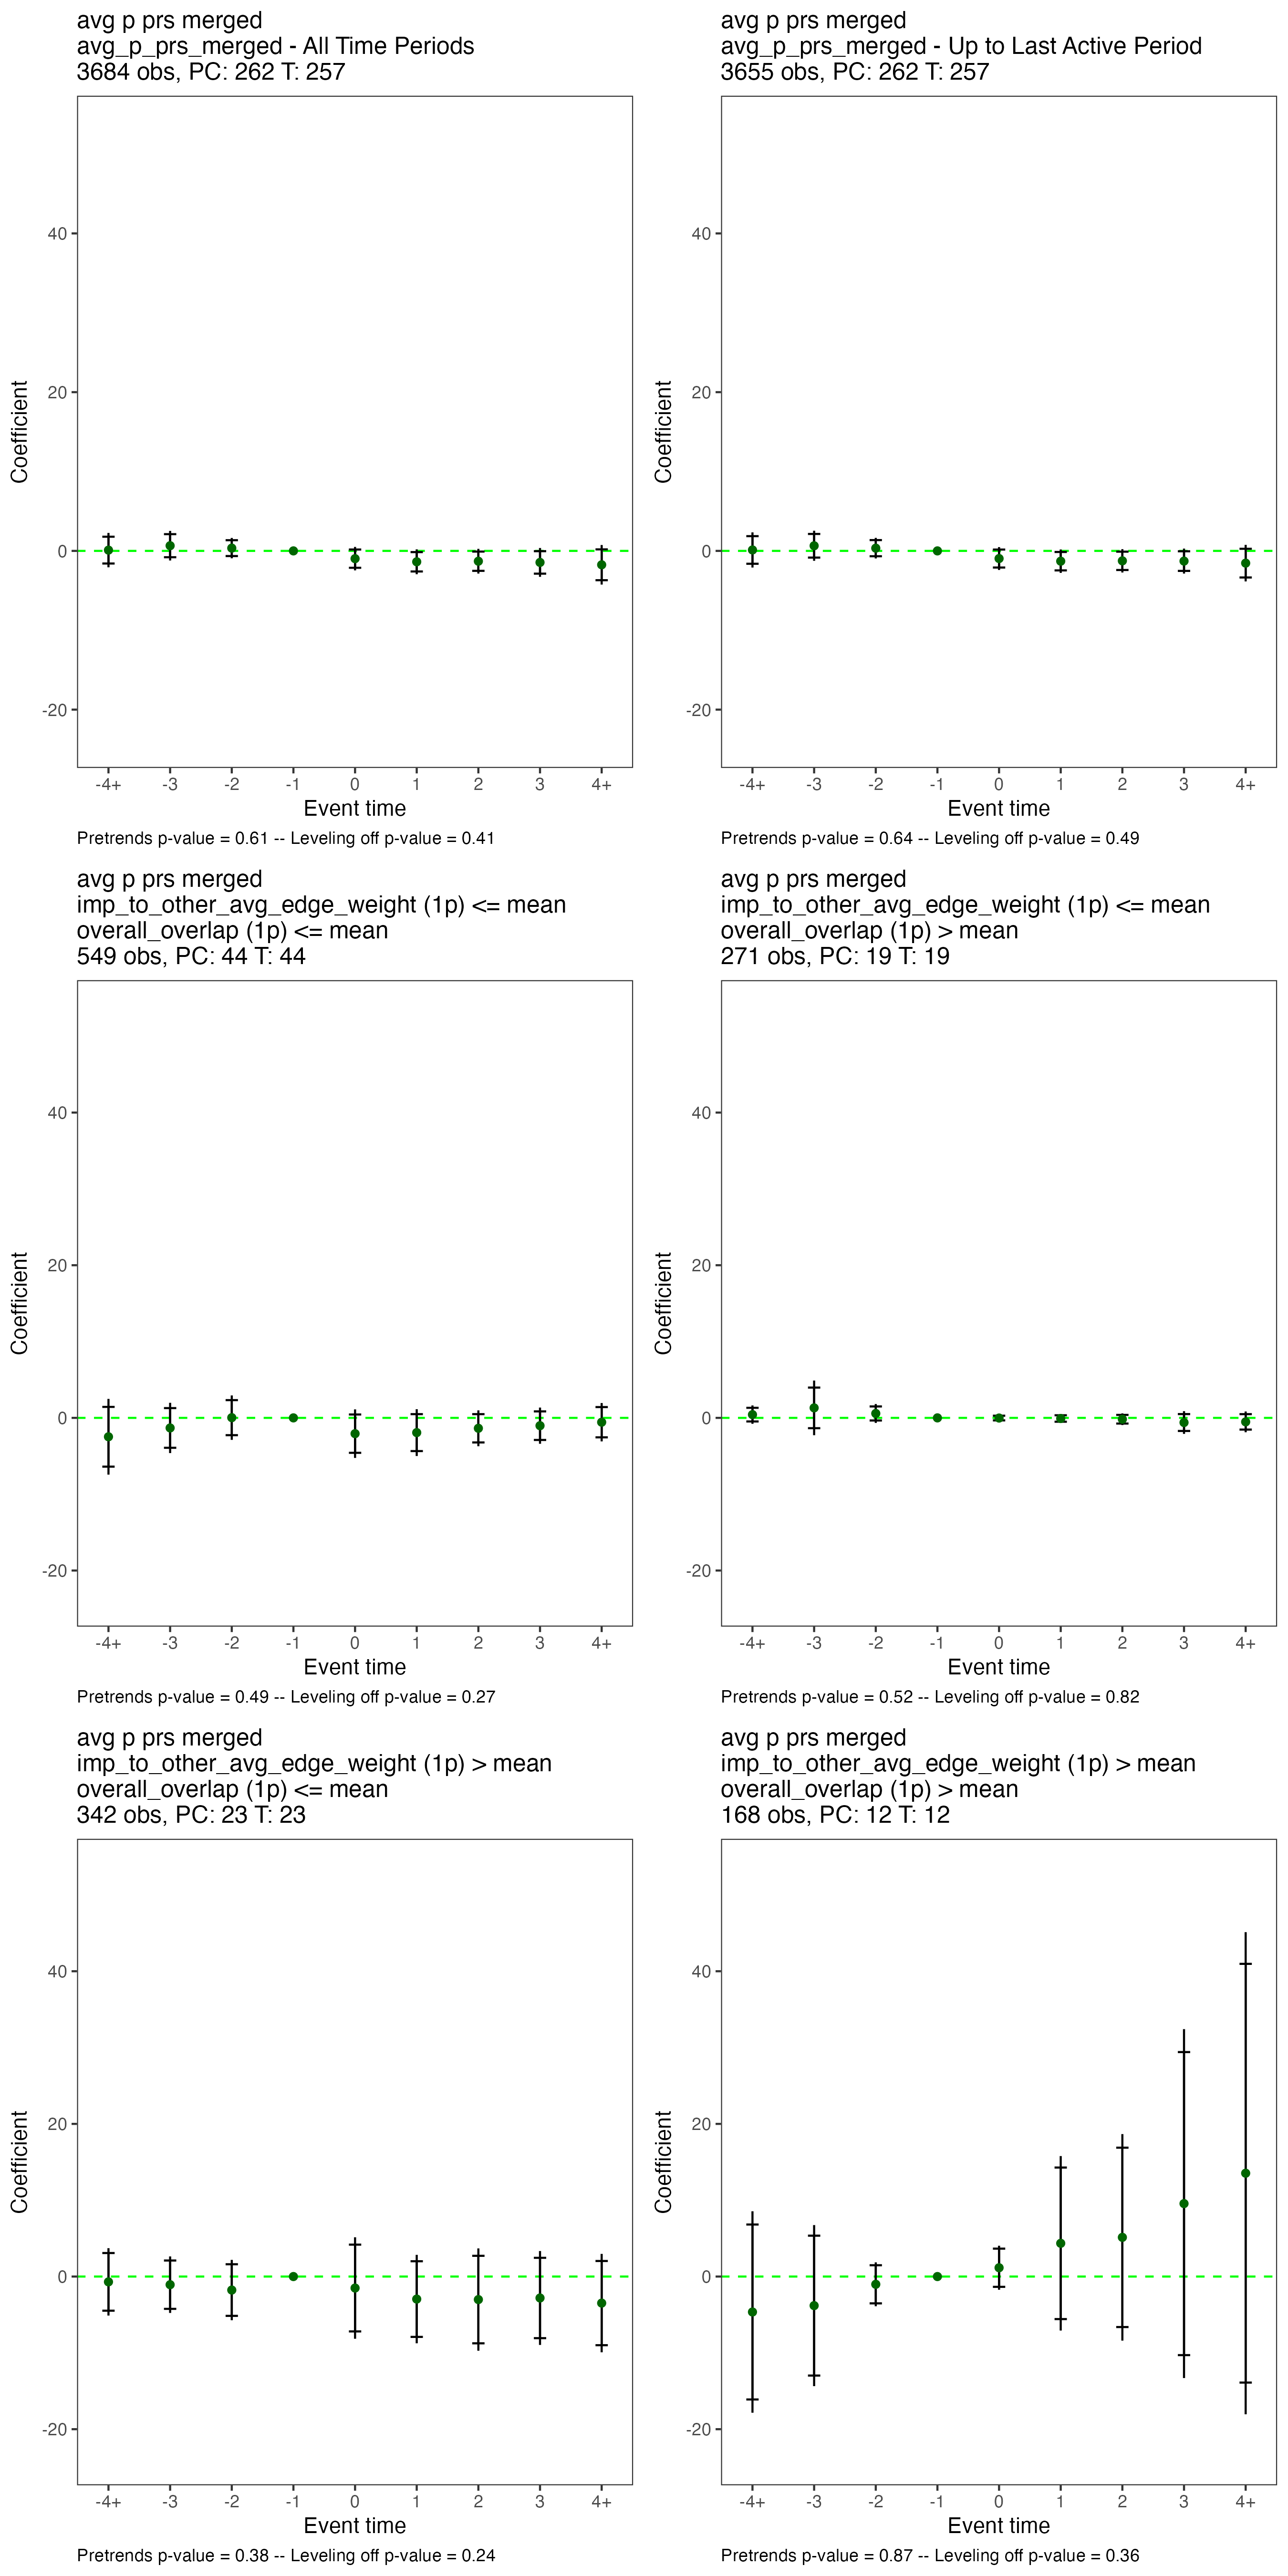 avg p prs merged
avg_p_prs_merged - All Time Periods
3684 obs, PC: 262 T: 257
Coefficient
40
20
0
-20
-4+ -3 -2 -1 0 1 2 3 4+
Event time
Pretrends p-value = 0.61 -- Leveling off p-value = 0.41
avg p prs merged
avg_p_prs_merged - Up to Last Active Period
3655 obs, PC: 262 T: 257
Coefficient
40
20
0
-20
-4+ -3 -2 -1 0 1 2 3 4+
Event time
Pretrends p-value = 0.64 -- Leveling off p-value = 0.49
avg p prs merged
imp_to_other_avg_edge_weight (1p) <= mean
overall_overlap (1p) <= mean
549 obs, PC: 44 T: 44
Coefficient
40
20
0
-20
-4+ -3 -2 -1 0 1 2 3 4+
Event time
Pretrends p-value = 0.49 -- Leveling off p-value = 0.27
avg p prs merged
imp_to_other_avg_edge_weight (1p) <= mean
overall_overlap (1p) > mean
271 obs, PC: 19 T: 19
Coefficient
40
20
0
-20
-4+ -3 -2 -1 0 1 2 3 4+
Event time
Pretrends p-value = 0.52 -- Leveling off p-value = 0.82
avg p prs merged
imp_to_other_avg_edge_weight (1p) > mean
overall_overlap (1p) <= mean
342 obs, PC: 23 T: 23
Coefficient
40
20
0
-20
-4+ -3 -2 -1 0 1 2 3 4+
Event time
Pretrends p-value = 0.38 -- Leveling off p-value = 0.24
avg p prs merged
imp_to_other_avg_edge_weight (1p) > mean
overall_overlap (1p) > mean
168 obs, PC: 12 T: 12
Coefficient
40
20
0
-20
-4+ -3 -2 -1 0 1 2 3 4+
Event time
Pretrends p-value = 0.87 -- Leveling off p-value = 0.36